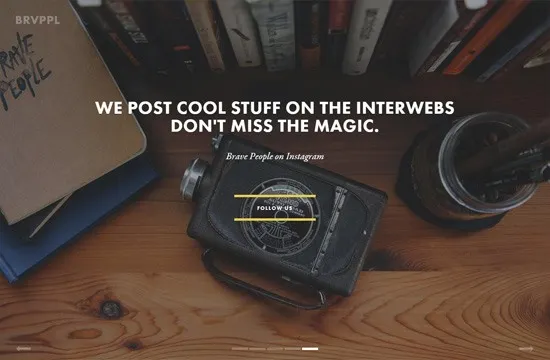 BRVPPL
BRAVE
PEOPLE
WE POST COOL STUFF ON THE INTERWEBS
DON'T MISS THE MAGIC.
Brave People on Instagram
FOLLOW US